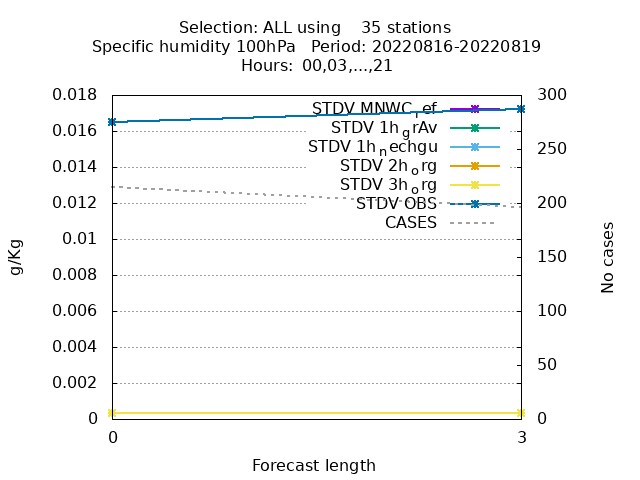 Selection: ALL using    35 stations
Specific humidity 100hPa   Period: 20220816-20220819
Hours:  00,03,...,21
0.018
0.016
0.014
0.012
0.01
0.008
0.006
0.004
0.002
0
g/Kg
STDV MNWC_ref
STDV 1h_grAv
STDV 1h_nechgu
STDV 2h_org
STDV 3h_org
STDV OBS
CASES
300
250
200
150
100
50
0
No cases
0
3
Forecast length